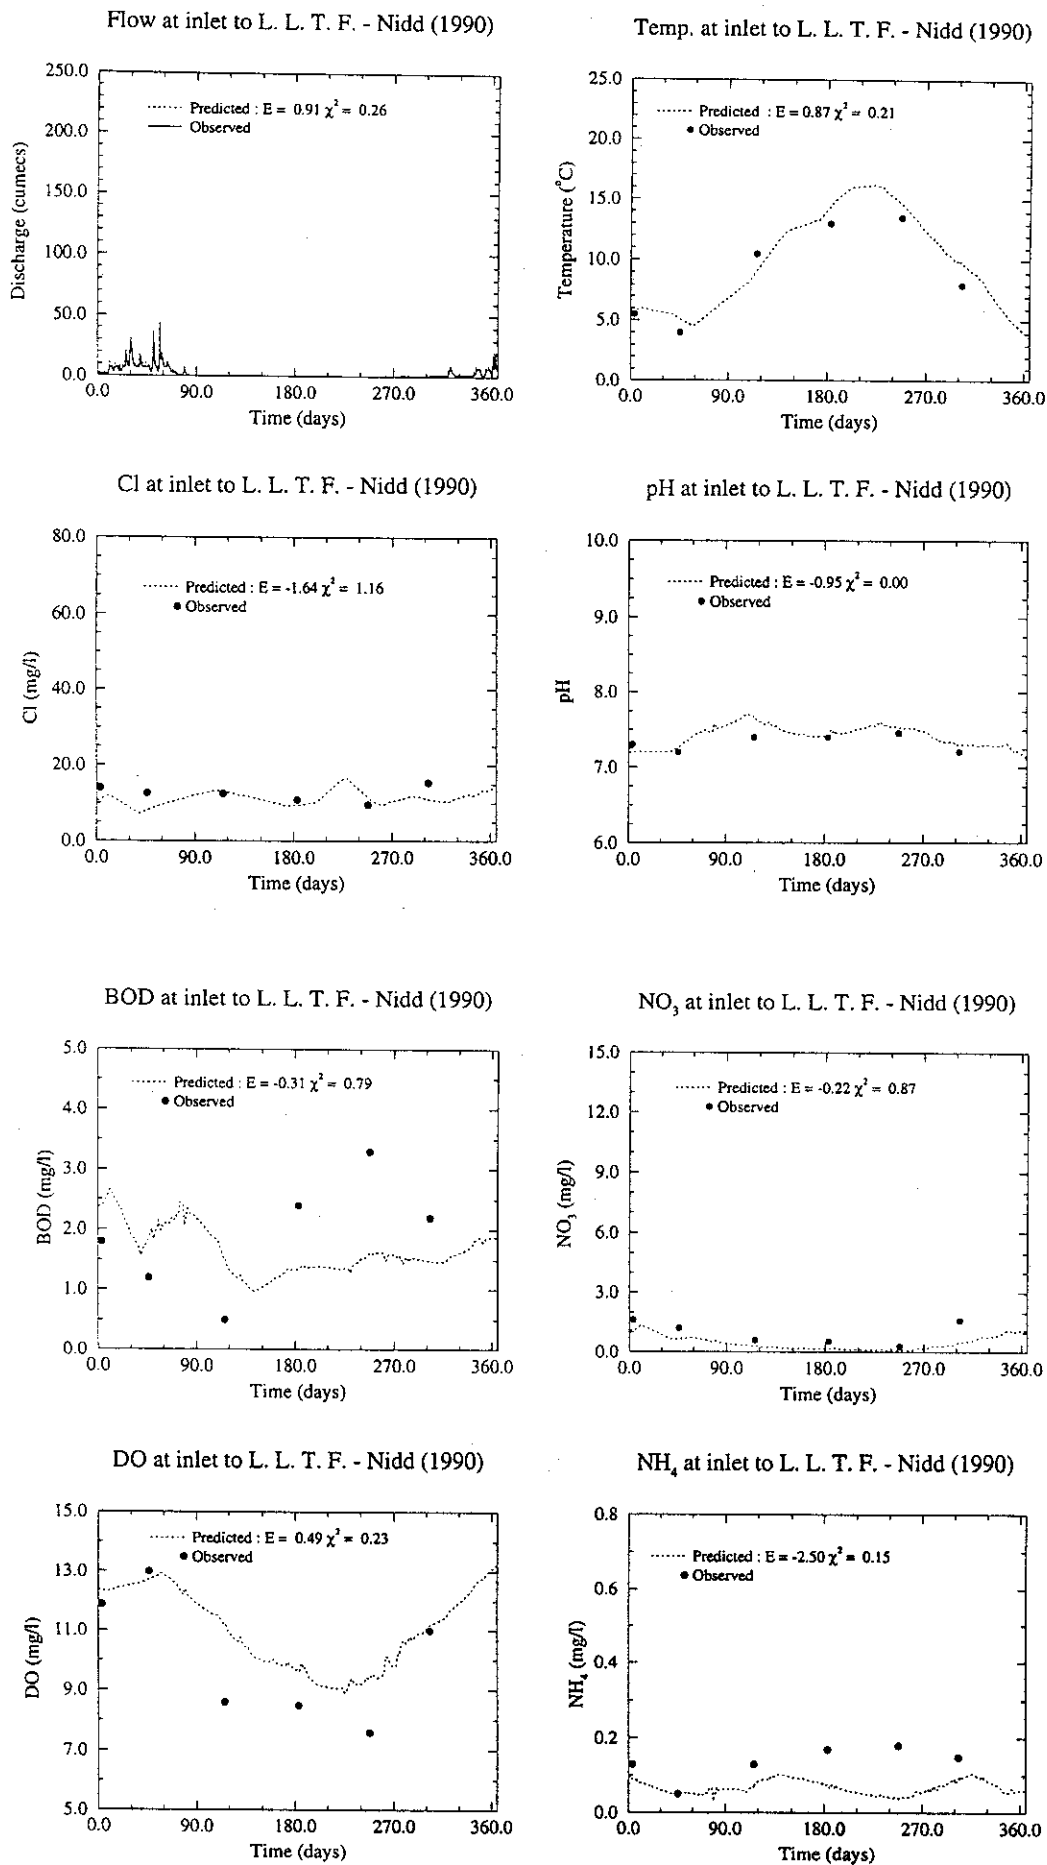 Flow at inlet to L. L. T. F. - Nidd (1990)
250.0
200.0
150.0
100.0
50.0
0.0
Discharge (cumecs)
Predicted : E = 0.91 χ² = 0.26
Observed
0.0 90.0 180.0 270.0 360.0
Time (days)
Temp. at inlet to L. L. T. F. - Nidd (1990)
25.0
20.0
15.0
10.0
5.0
0.0
Temperature (°C)
Predicted : E = 0.87 χ² = 0.21
Observed
0.0 90.0 180.0 270.0 360.0
Time (days)
Cl at inlet to L. L. T. F. - Nidd (1990)
80.0
60.0
40.0
20.0
0.0
Cl (mg/l)
Predicted : E = -1.64 χ² = 1.16
Observed
0.0 90.0 180.0 270.0 360.0
Time (days)
pH at inlet to L. L. T. F. - Nidd (1990)
10.0
9.0
8.0
7.0
6.0
pH
Predicted : E = -0.95 χ² = 0.00
Observed
0.0 90.0 180.0 270.0 360.0
Time (days)
BOD at inlet to L. L. T. F. - Nidd (1990)
5.0
4.0
3.0
2.0
1.0
0.0
BOD (mg/l)
Predicted : E = -0.31 χ² = 0.79
Observed
0.0 90.0 180.0 270.0 360.0
Time (days)
NO₃ at inlet to L. L. T. F. - Nidd (1990)
15.0
12.0
9.0
6.0
3.0
0.0
NO₃ (mg/l)
Predicted : E = -0.22 χ² = 0.87
Observed
0.0 90.0 180.0 270.0 360.0
Time (days)
DO at inlet to L. L. T. F. - Nidd (1990)
15.0
13.0
11.0
9.0
7.0
5.0
DO (mg/l)
Predicted : E = 0.49 χ² = 0.23
Observed
0.0 90.0 180.0 270.0 360.0
Time (days)
NH₄ at inlet to L. L. T. F. - Nidd (1990)
0.8
0.6
0.4
0.2
0.0
NH₄ (mg/l)
Predicted : E = -2.50 χ² = 0.15
Observed
0.0 90.0 180.0 270.0 360.0
Time (days)